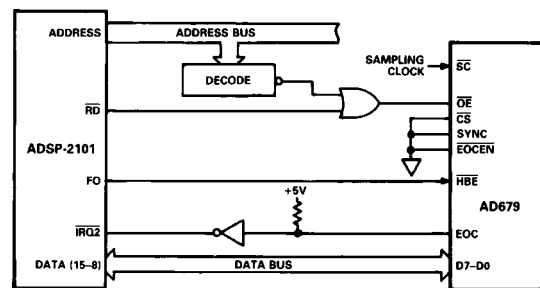 ADDRESS
ADDRESS BUS
DECODE
SAMPLING
CLOCK
SC
RD
OE
CS
SYNC
EOCEN
ADSP-2101
FO
HBE
+5V
AD679
IRQ2
EOC
DATA (15–8)
DATA BUS
D7–D0